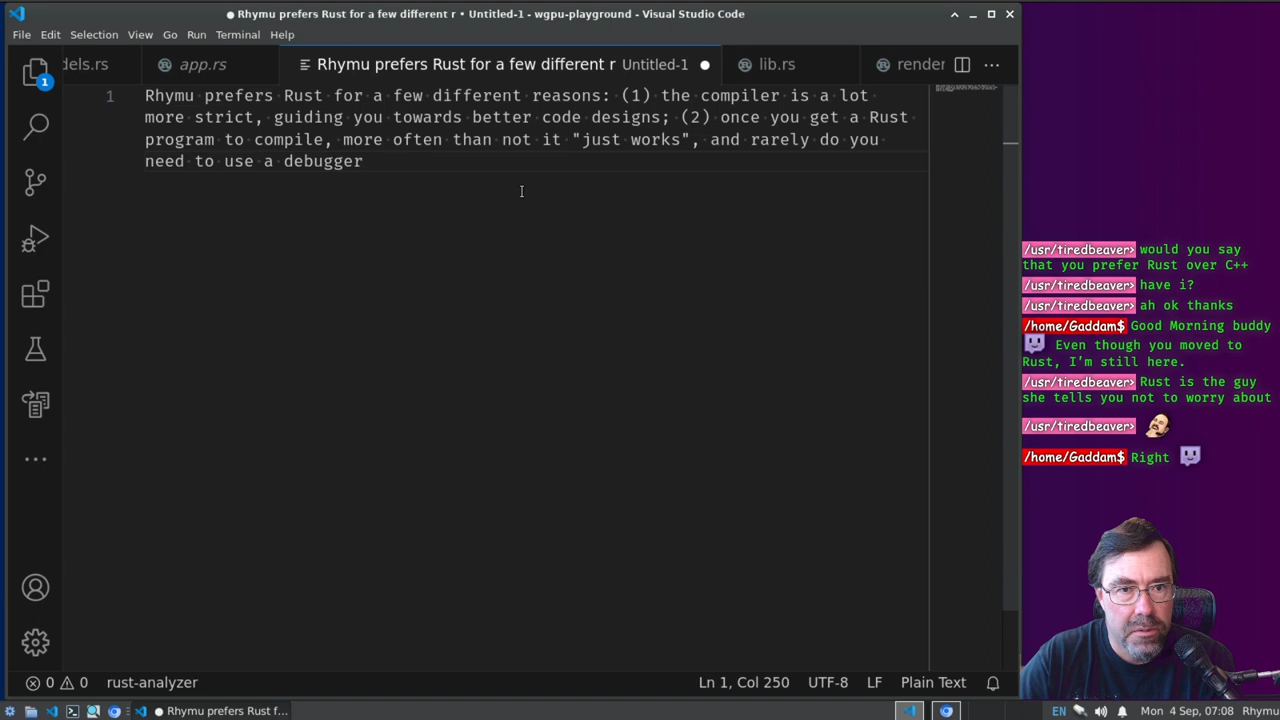 Rhymu prefers Rust for a few different r • Untitled-1 - wgpu-playground - Visual Studio Code
File Edit Selection View Go Run Terminal Help
dels.rs app.rs Rhymu prefers Rust for a few different r Untitled-1 lib.rs render
1
1 Rhymu prefers Rust for a few different reasons: (1) the compiler is a lot
more strict, guiding you towards better code designs; (2) once you get a Rust
program to compile, more often than not it "just works", and rarely do you
need to use a debugger
/usr/tiredbeaver> would you say
that you prefer Rust over C++
/usr/tiredbeaver> have i?
/usr/tiredbeaver> ah ok thanks
/home/Gaddam$ Good Morning buddy
Even though you moved to
Rust, I'm still here.
/usr/tiredbeaver> Rust is the guy
she tells you not to worry about
/usr/tiredbeaver>
/home/Gaddam$ Right
0 0 rust-analyzer Ln 1, Col 250 UTF-8 LF Plain Text
Rhymu prefers Rust f... EN Mon 4 Sep, 07:08 Rhymu